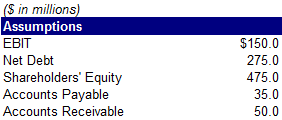 ($ in millions)
Assumptions
EBIT $150.0
Net Debt 275.0
Shareholders' Equity 475.0
Accounts Payable 35.0
Accounts Receivable 50.0